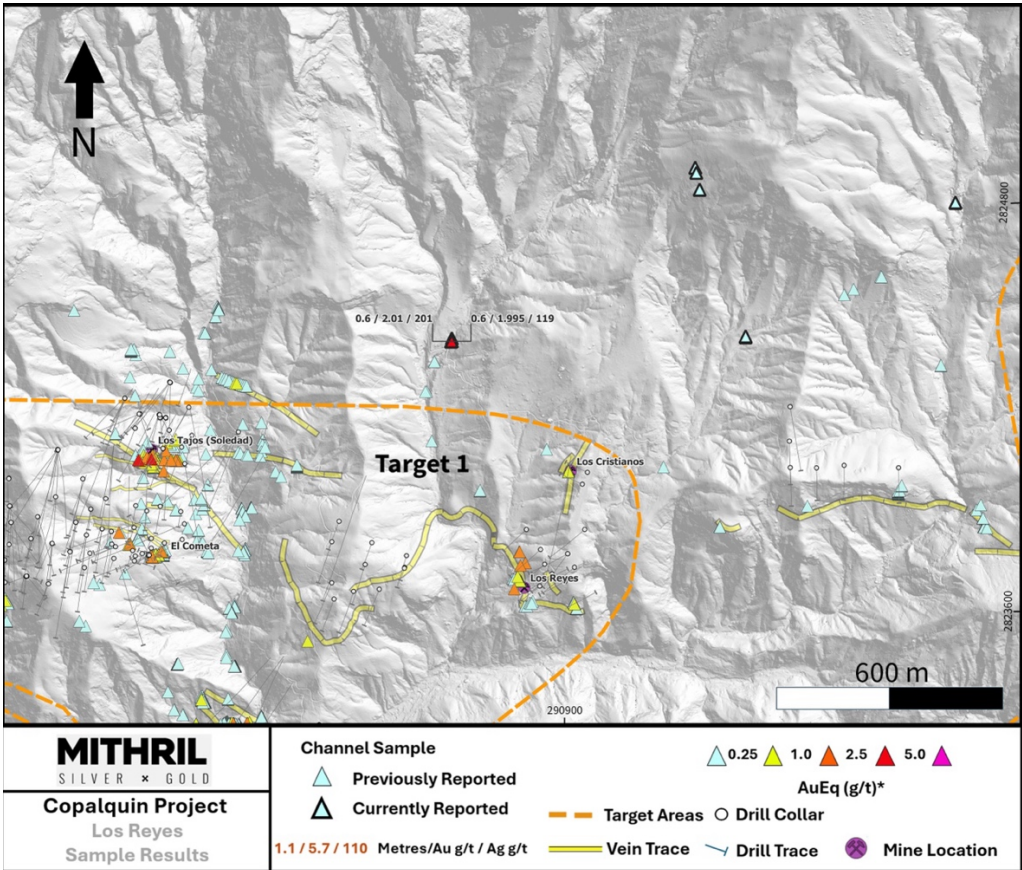 N
2824800
0.6 / 2.01 / 201
0.6 / 1.995 / 119
Los Tajos (Soledad)
Target 1
Los Cristianos
El Cometa
Los Reyes
2823600
600 m
290900
MITHRIL
SILVER × GOLD
Copalquin Project
Los Reyes
Sample Results
Channel Sample
Previously Reported
Currently Reported
1.1 / 5.7 / 110 Metres/Au g/t / Ag g/t
0.25 1.0 2.5 5.0
AuEq (g/t)*
Target Areas
Drill Collar
Vein Trace
Drill Trace
Mine Location